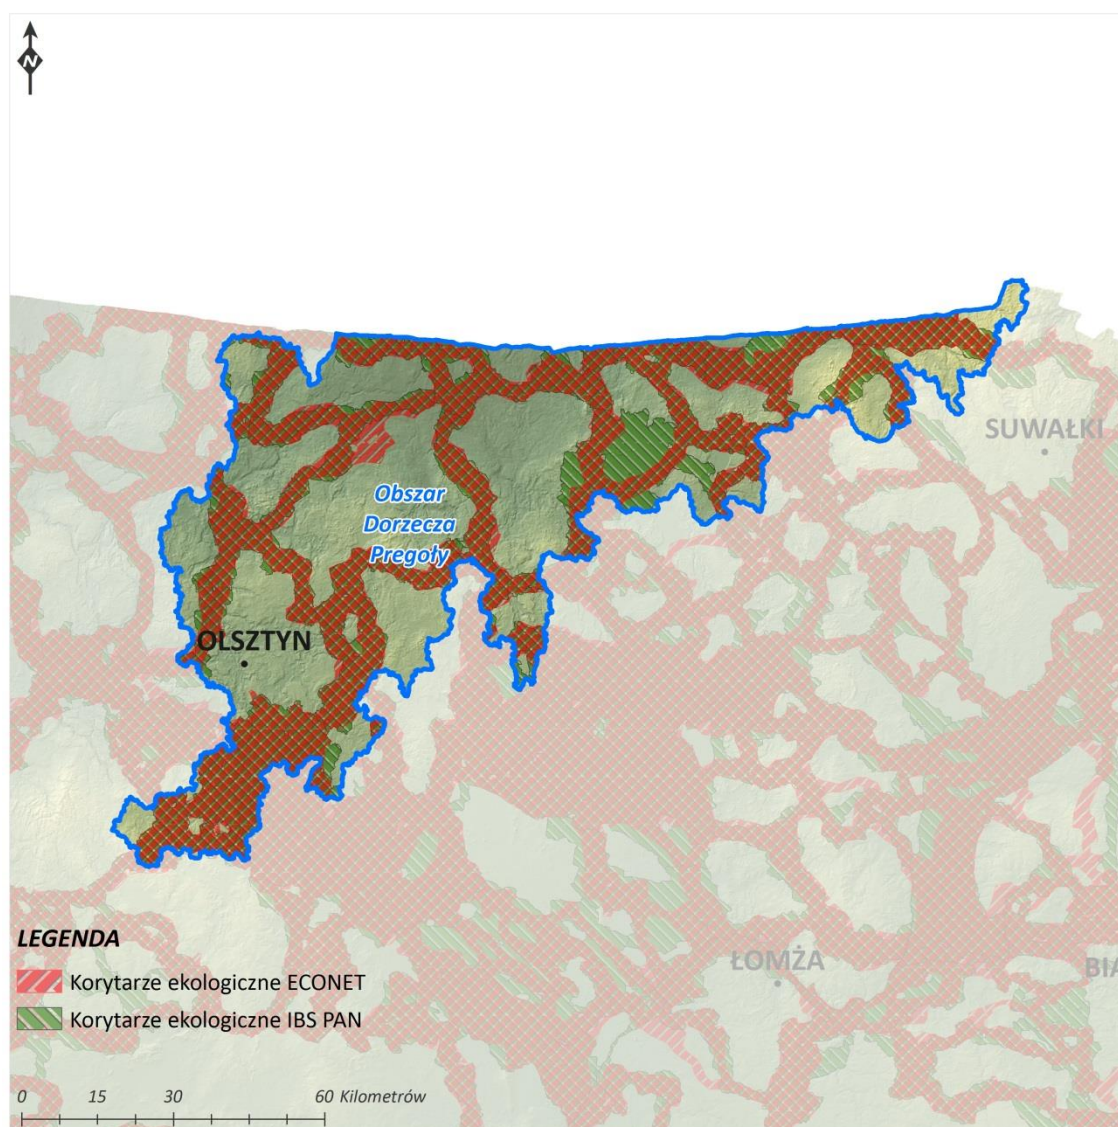 N
SUWAŁKI
Obszar
Dorzecza
Pregoły
OLSZTYN
LEGENDA
ŁOMŻA
BIA
Korytarze ekologiczne ECONET
Korytarze ekologiczne IBS PAN
0 15 30 60 Kilometrów